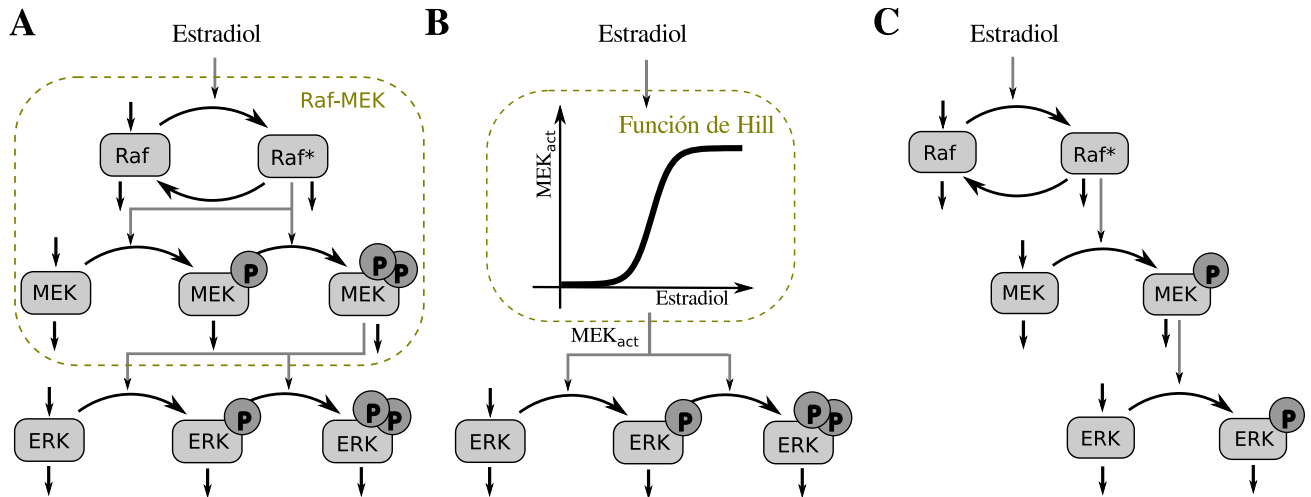 A
Estradiol
Raf-MEK
Raf
Raf*
MEK
MEK
P
MEK
P
P
ERK
ERK
P
ERK
P
P
B
Estradiol
Función de Hill
MEKact
Estradiol
MEKact
ERK
ERK
P
ERK
P
P
C
Estradiol
Raf
Raf*
MEK
MEK
P
ERK
ERK
P